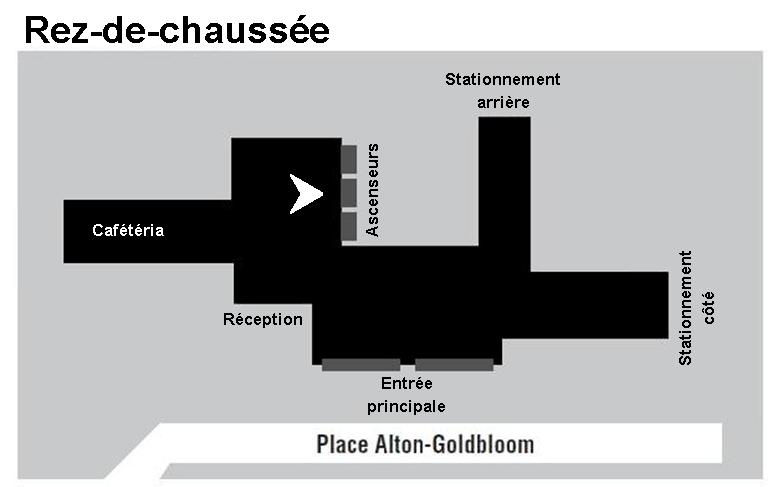 Rez-de-chaussée
Stationnement
arrière
Ascenseurs
Cafétéria
Réception
Stationnement
côté
Entrée
principale
Place Alton-Goldbloom